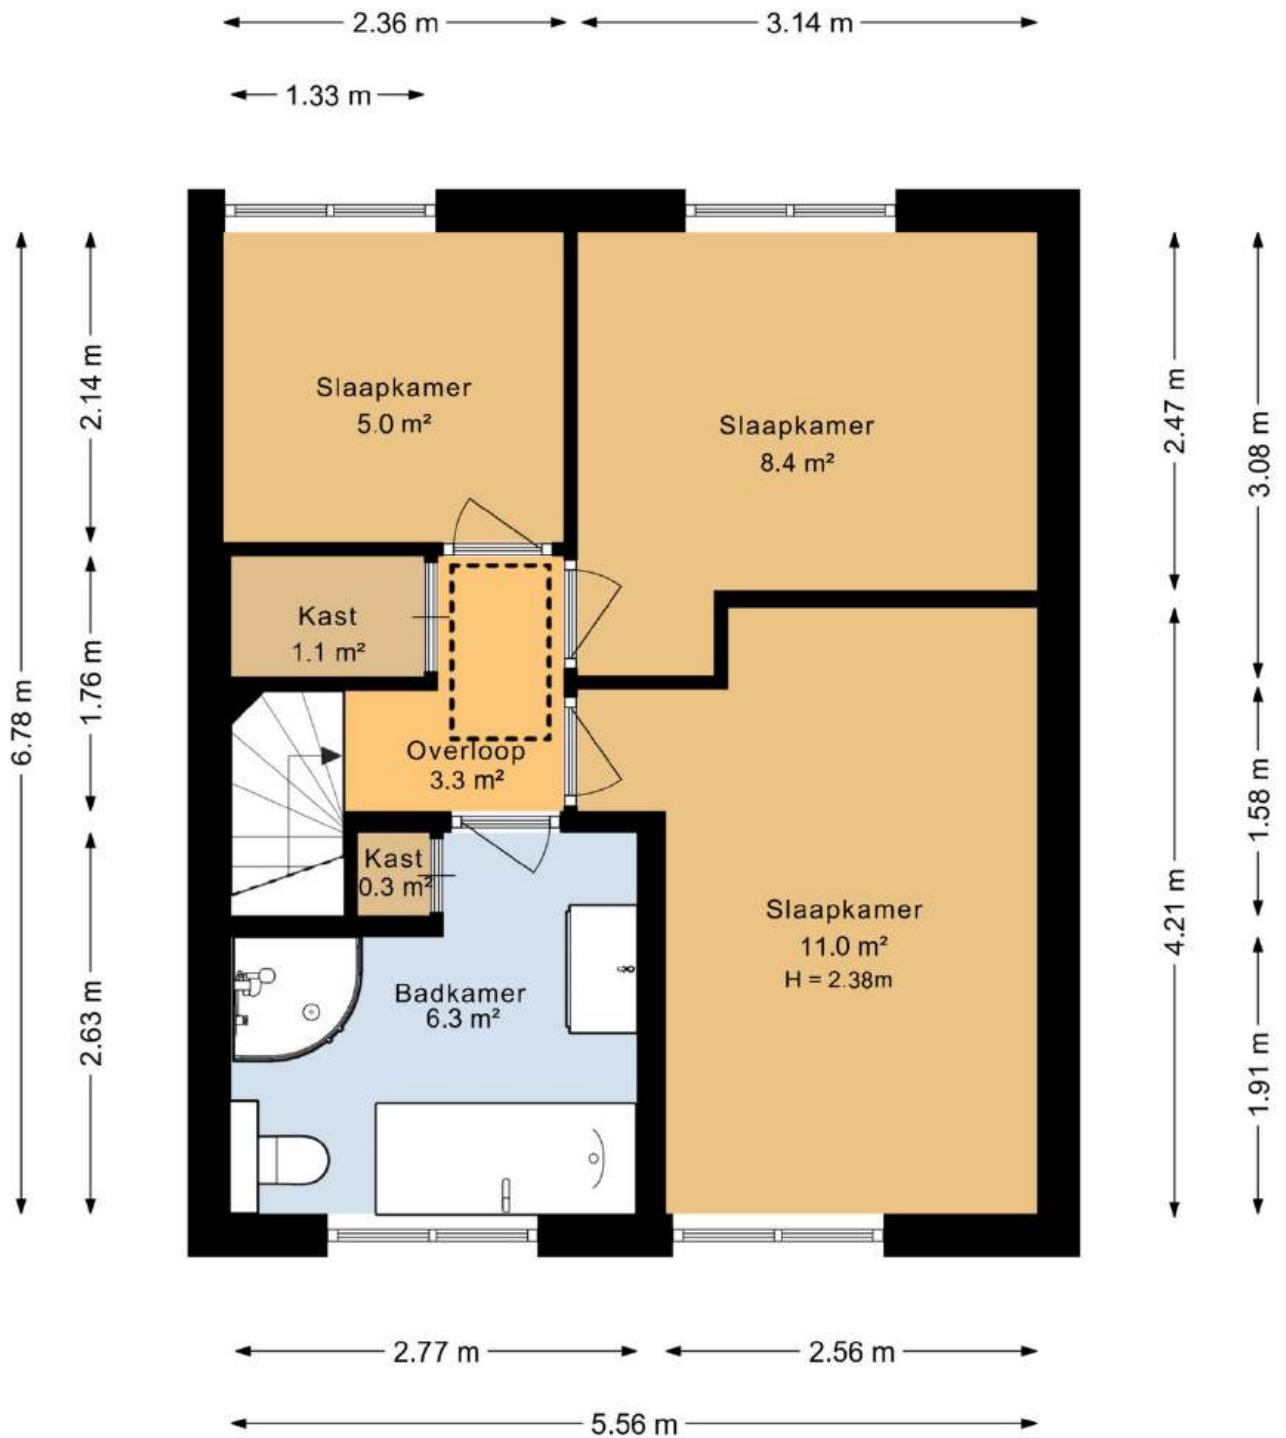 2.36 m
3.14 m
1.33 m
2.14 m
1.76 m
2.63 m
6.78 m
2.47 m
3.08 m
4.21 m
1.58 m
1.91 m
Slaapkamer
5.0 m²
Slaapkamer
8.4 m²
Kast
1.1 m²
Overloop
3.3 m²
Kast
0.3 m²
Slaapkamer
11.0 m²
H = 2.38m
Badkamer
6.3 m²
2.77 m
2.56 m
5.56 m